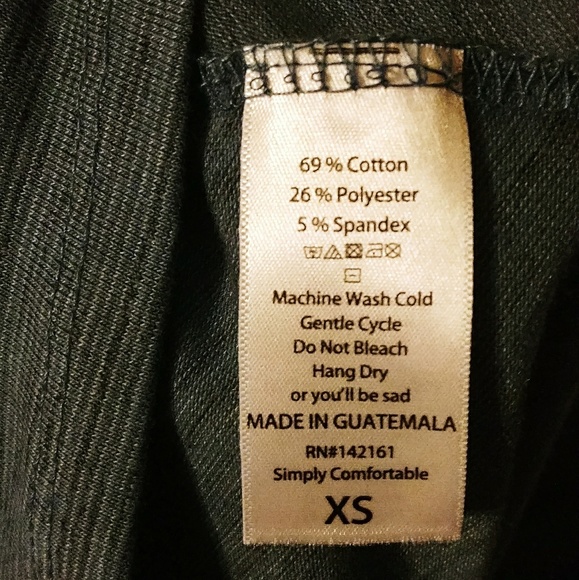 69 % Cotton
26 % Polyester
5 % Spandex
Machine Wash Cold
Gentle Cycle
Do Not Bleach
Hang Dry
or you'll be sad
MADE IN GUATEMALA
RN#142161
Simply Comfortable
XS